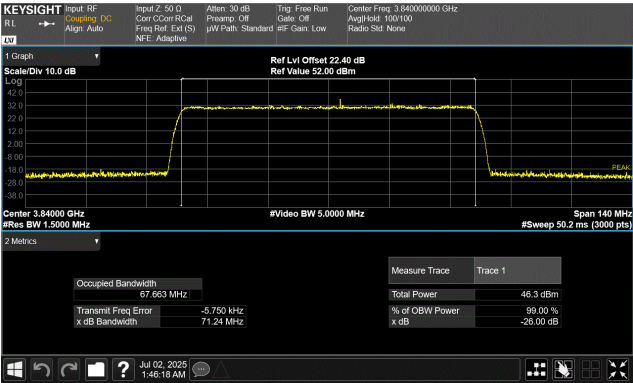 KEYSIGHT Input: RF Input Z: 50 Ω Atten: 30 dB Trig: Free Run Center Freq: 3.840000000 GHz
RL Coupling: DC Corr CCorr RCal Preamp: Off Gate: Off Avg|Hold: 100/100
Align: Auto Freq Ref: Ext (S) µW Path: Standard #IF Gain: Low Radio Std: None
LXI NFE: Adaptive
1 Graph
Ref Lvl Offset 22.40 dB
Scale/Div 10.0 dB Ref Value 52.00 dBm
Log
42.0
32.0
22.0
12.0
2.00
-8.00
-18.0 PEAK
-28.0
-38.0
Center 3.84000 GHz #Video BW 5.0000 MHz Span 140 MHz
#Res BW 1.5000 MHz #Sweep 50.2 ms (3000 pts)
2 Metrics
Measure Trace Trace 1
Occupied Bandwidth
67.663 MHz Total Power 46.3 dBm
Transmit Freq Error -5.750 kHz % of OBW Power 99.00 %
x dB Bandwidth 71.24 MHz x dB -26.00 dB
? Jul 02, 2025
1:46:18 AM